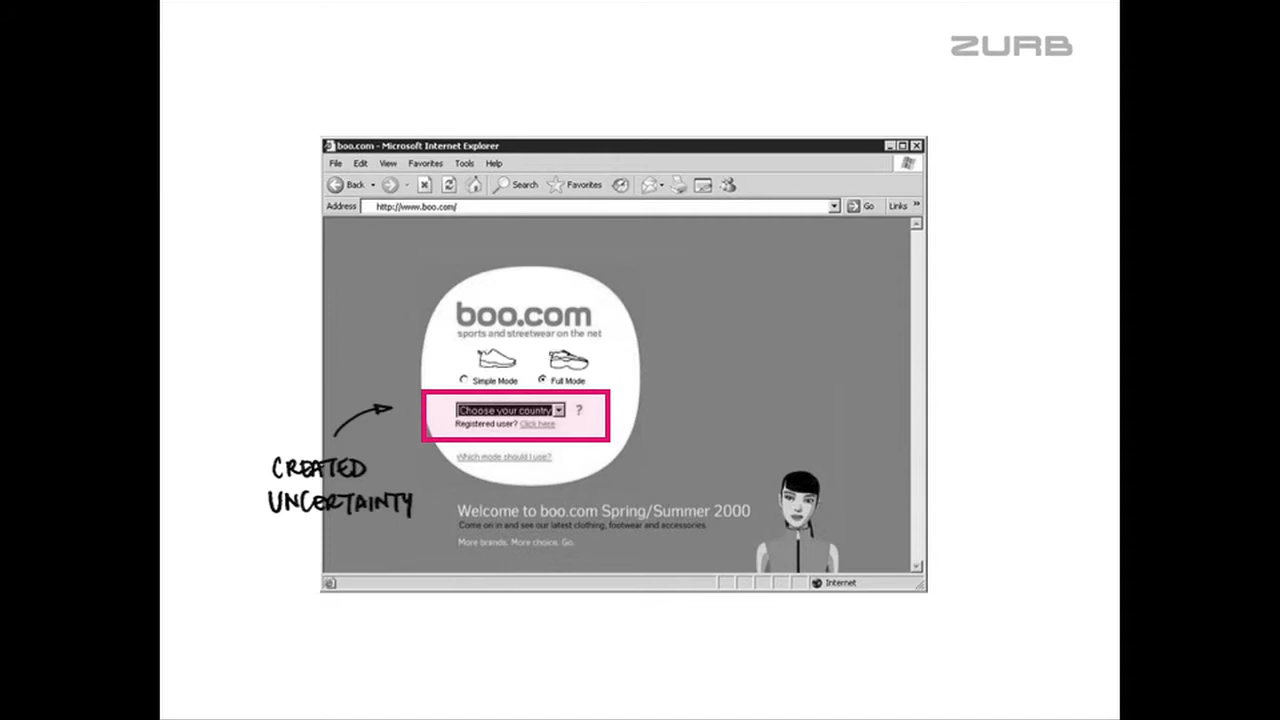 ZURB
boo.com - Microsoft Internet Explorer
File Edit View Favorites Tools Help
Back Search Favorites
Address http://www.boo.com/ Go Links »
boo.com
sports and streetwear on the net
Simple Mode Full Mode
Choose your country ?
Registered user? Click here
Which mode should I use?
CREATED
UNCERTAINTY
Welcome to boo.com Spring/Summer 2000
Come on in and see our latest clothing, footwear and accessories.
More brands. More choice. Go.
Internet